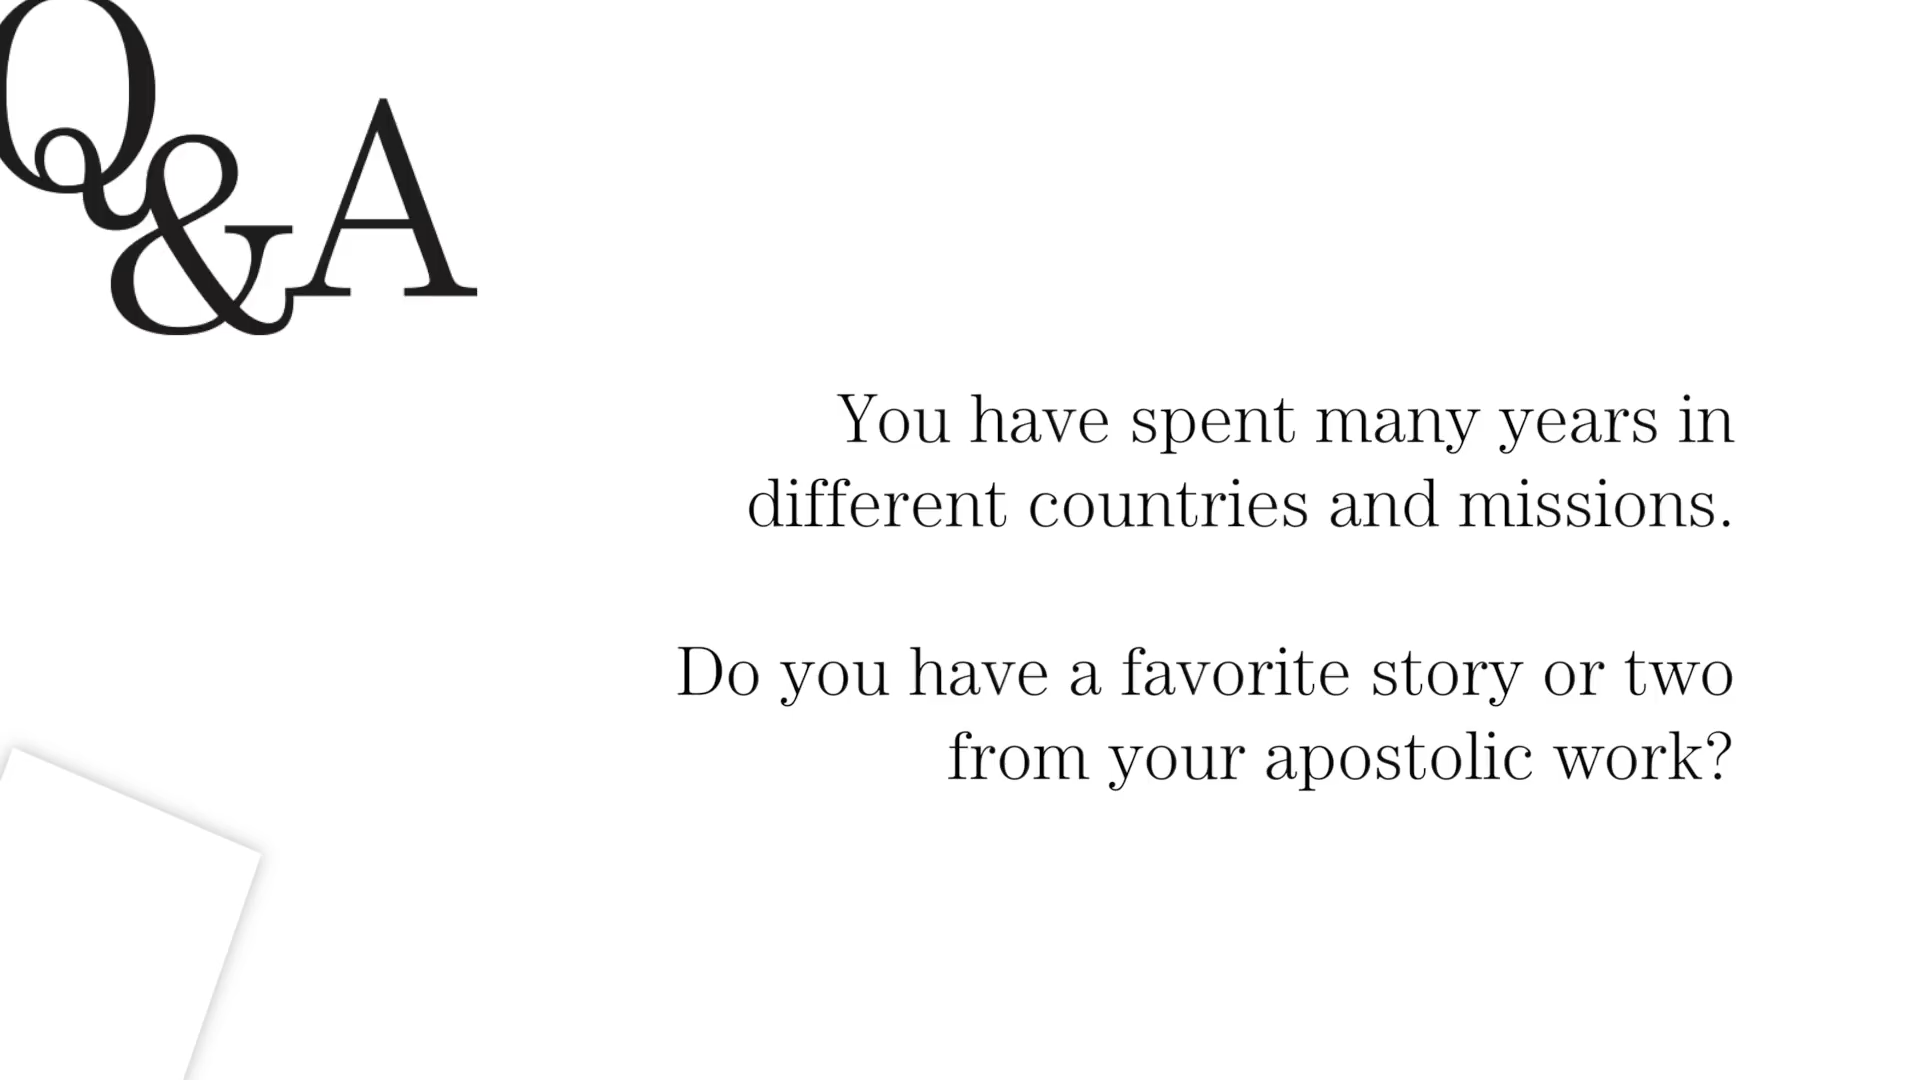 Q&A
You have spent many years in
different countries and missions.
Do you have a favorite story or two
from your apostolic work?